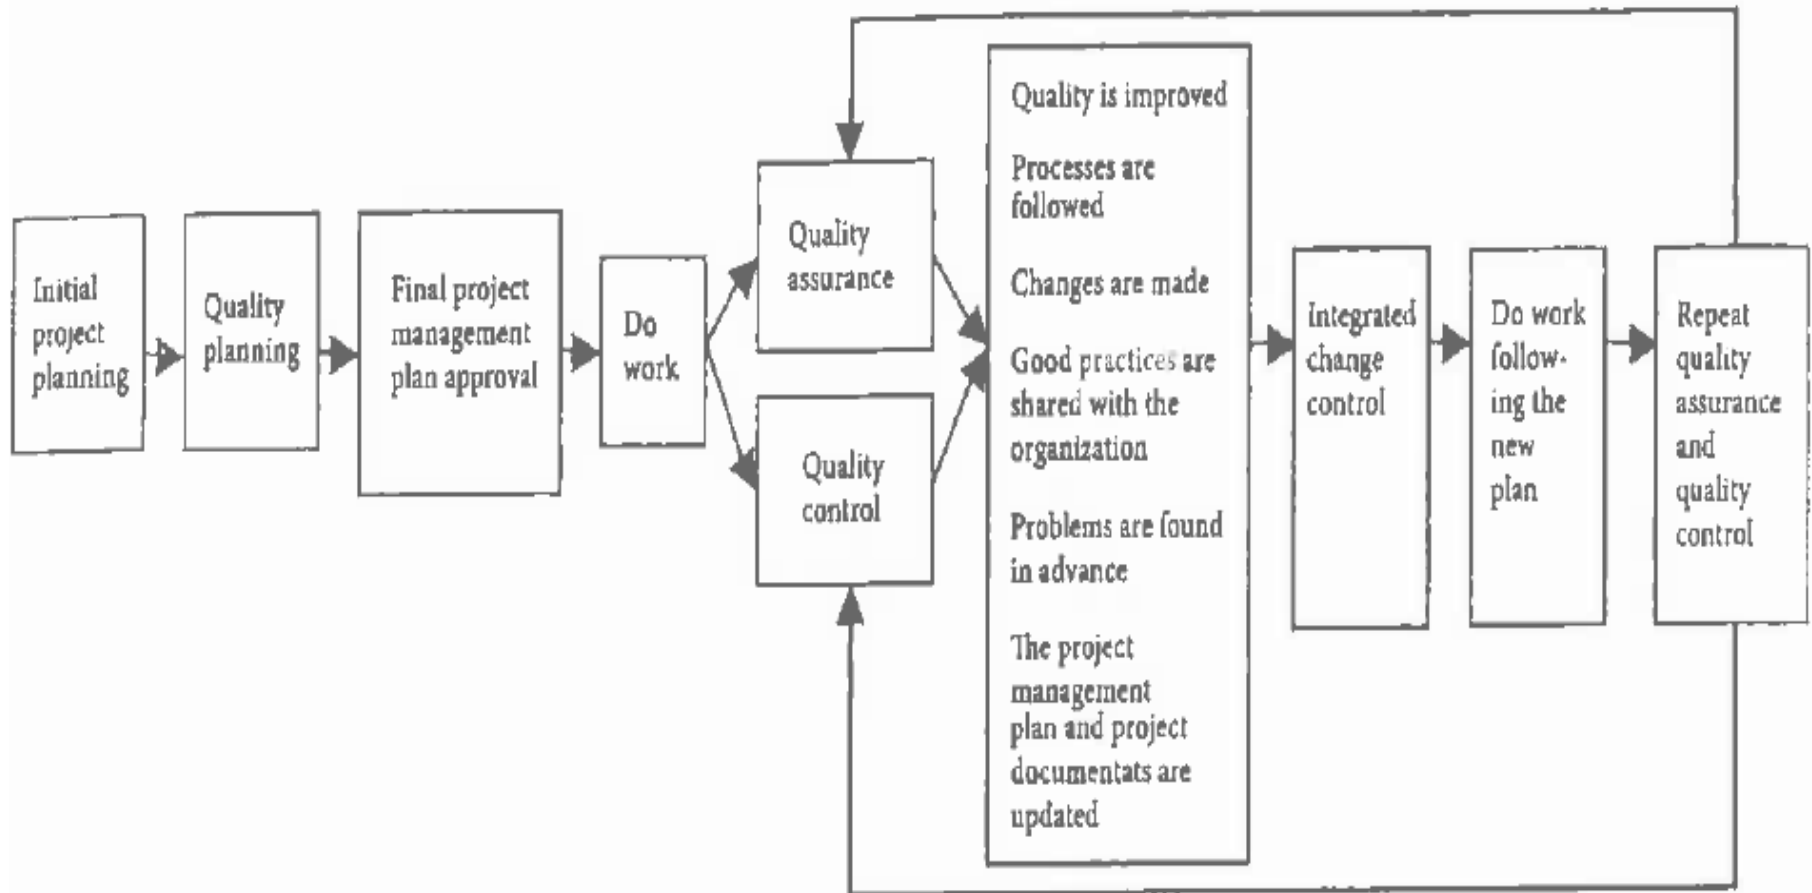 Initial
project
planning
Quality
planning
Final project
management
plan approval
Do
work
Quality
assurance
Quality
control
Quality is improved
Processes are
followed
Changes are made
Good practices are
shared with the
organization
Problems are found
in advance
The project
management
plan and project
documentats are
updated
Integrated
change
control
Do work
follow-
ing the
new
plan
Repeat
quality
assurance
and
quality
control